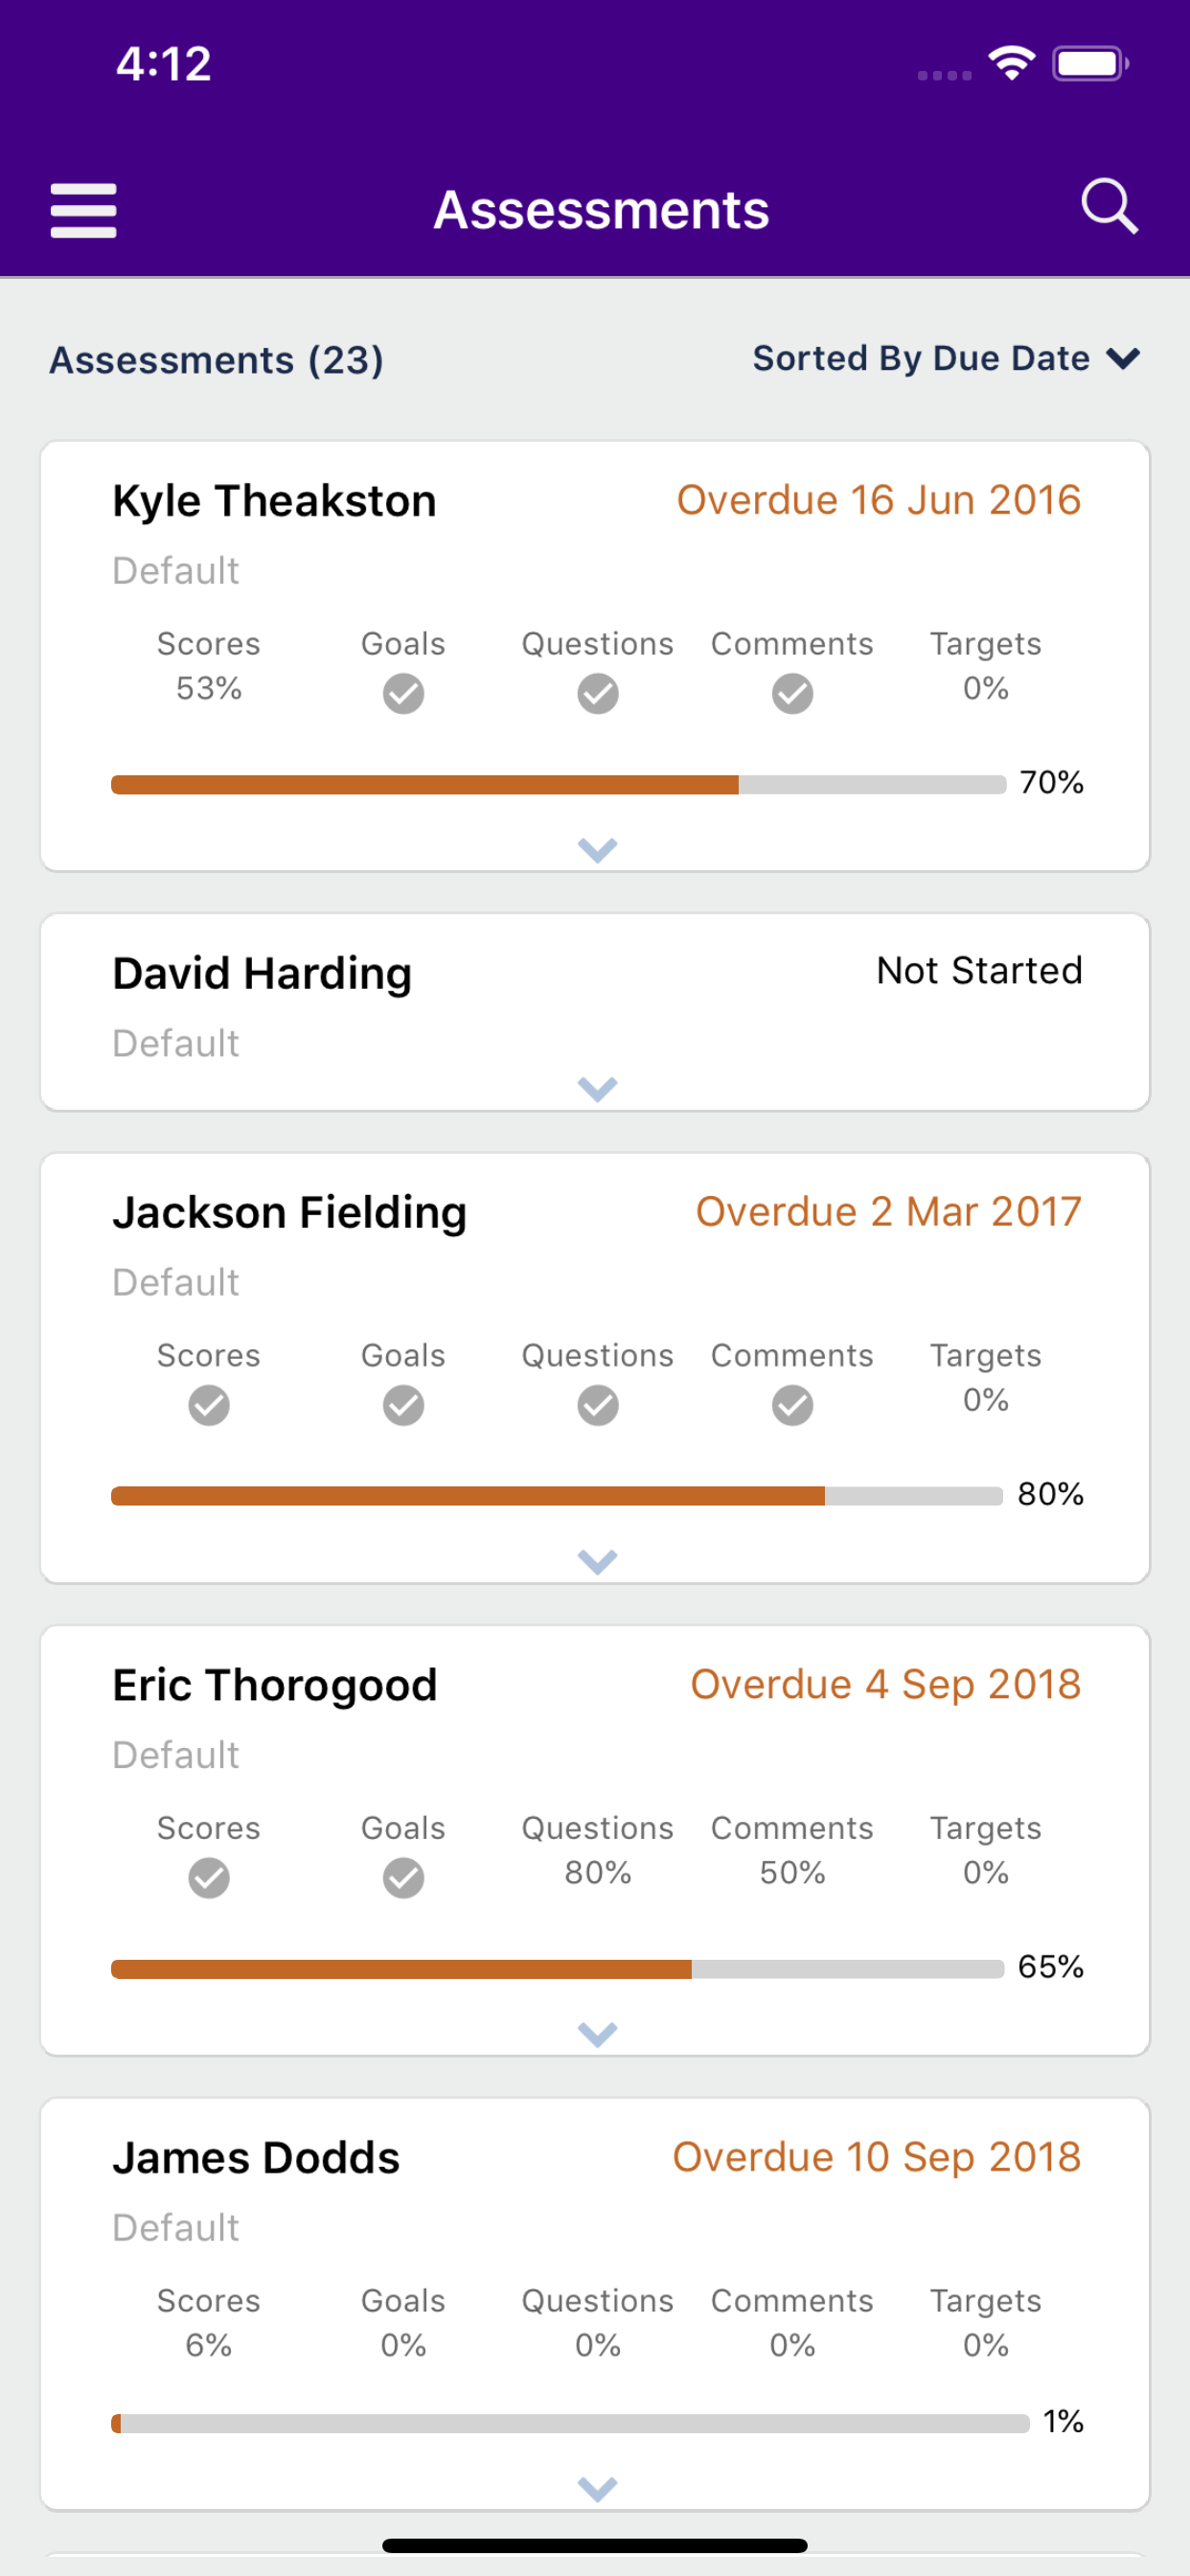 4:12
Assessments
Assessments (23) Sorted By Due Date
Kyle Theakston Overdue 16 Jun 2016
Default
Scores Goals Questions Comments Targets
53% 0%
70%
David Harding Not Started
Default
Jackson Fielding Overdue 2 Mar 2017
Default
Scores Goals Questions Comments Targets
0%
80%
Eric Thorogood Overdue 4 Sep 2018
Default
Scores Goals Questions Comments Targets
80% 50% 0%
65%
James Dodds Overdue 10 Sep 2018
Default
Scores Goals Questions Comments Targets
6% 0% 0% 0% 0%
1%